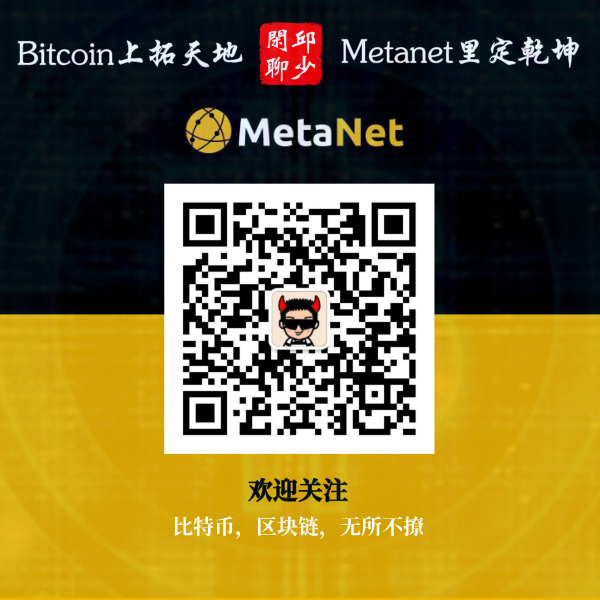 Bitcoin上拓天地
邱少閑聊
Metanet里定乾坤
MetaNet
欢迎关注
比特币，区块链，无所不撩